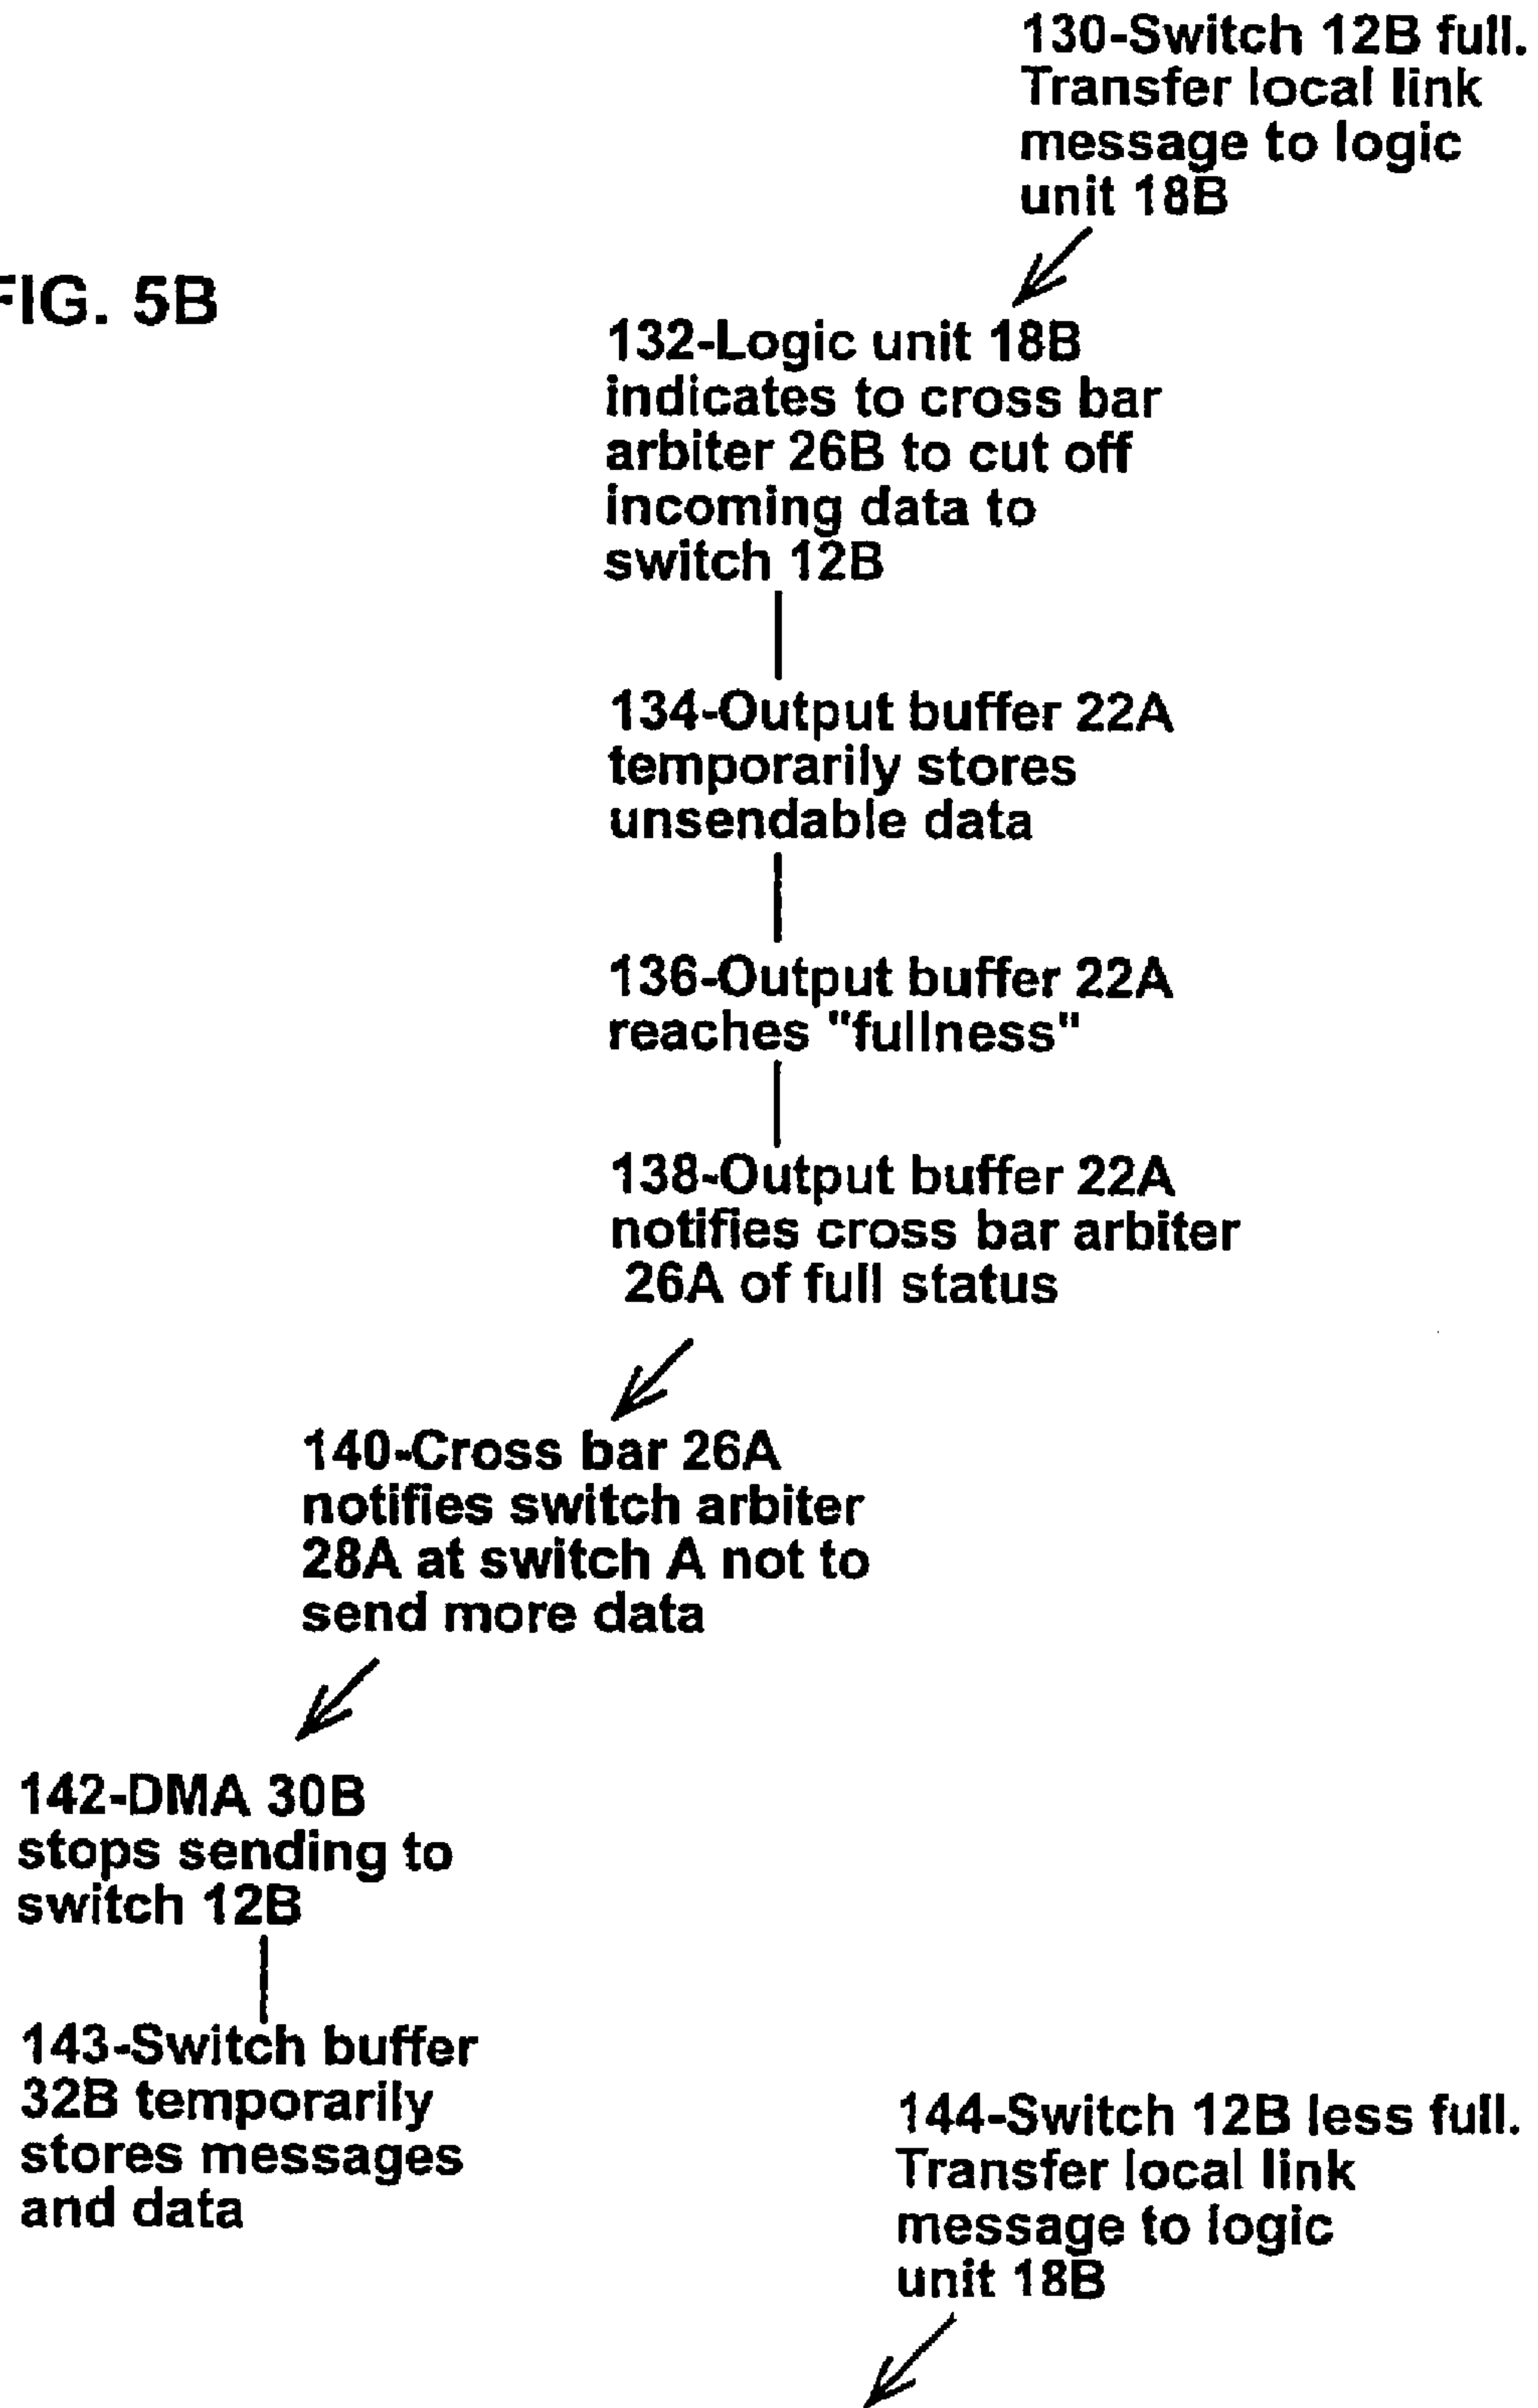 130-Switch 12B full.
Transfer local link
message to logic
unit 18B
FIG. 5B
132-Logic unit 18B
indicates to cross bar
arbiter 26B to cut off
incoming data to
switch 12B
134-Output buffer 22A
temporarily stores
unsendable data
136-Output buffer 22A
reaches "fullness"
138-Output buffer 22A
notifies cross bar arbiter
26A of full status
140-Cross bar 26A
notifies switch arbiter
28A at switch A not to
send more data
142-DMA 30B
stops sending to
switch 12B
143-Switch buffer
32B temporarily
stores messages
and data
144-Switch 12B less full.
Transfer local link
message to logic
unit 18B